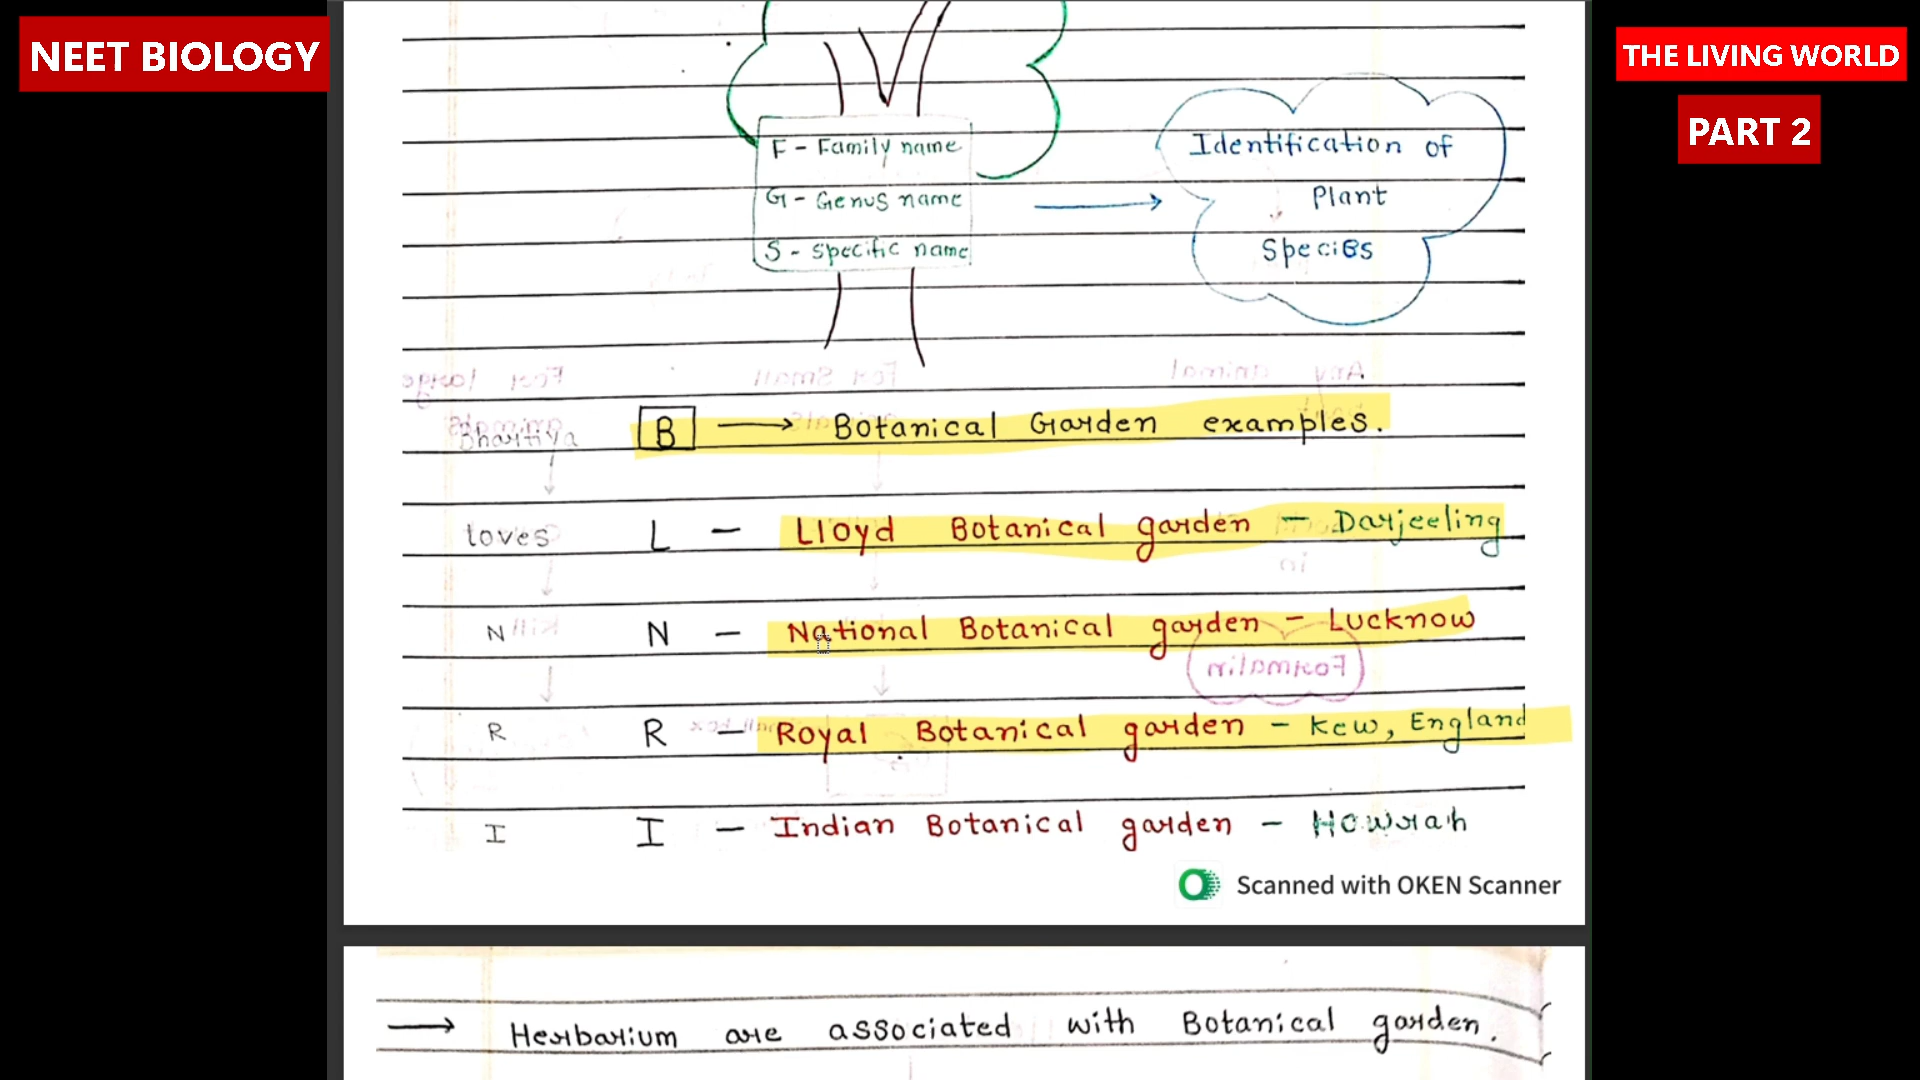 NEET BIOLOGY
THE LIVING WORLD
PART 2
F - Family name
G - Genus name
S - specific name
Identification of
Plant
Species
B → Botanical Garden examples.
Bhartiya
loves L - Lloyd Botanical garden - Darjeeling
N N - National Botanical garden - Lucknow
R R - Royal Botanical garden - Kew, England
I I - Indian Botanical garden - Howrah
Scanned with OKEN Scanner
→ Herbarium are associated with Botanical garden.